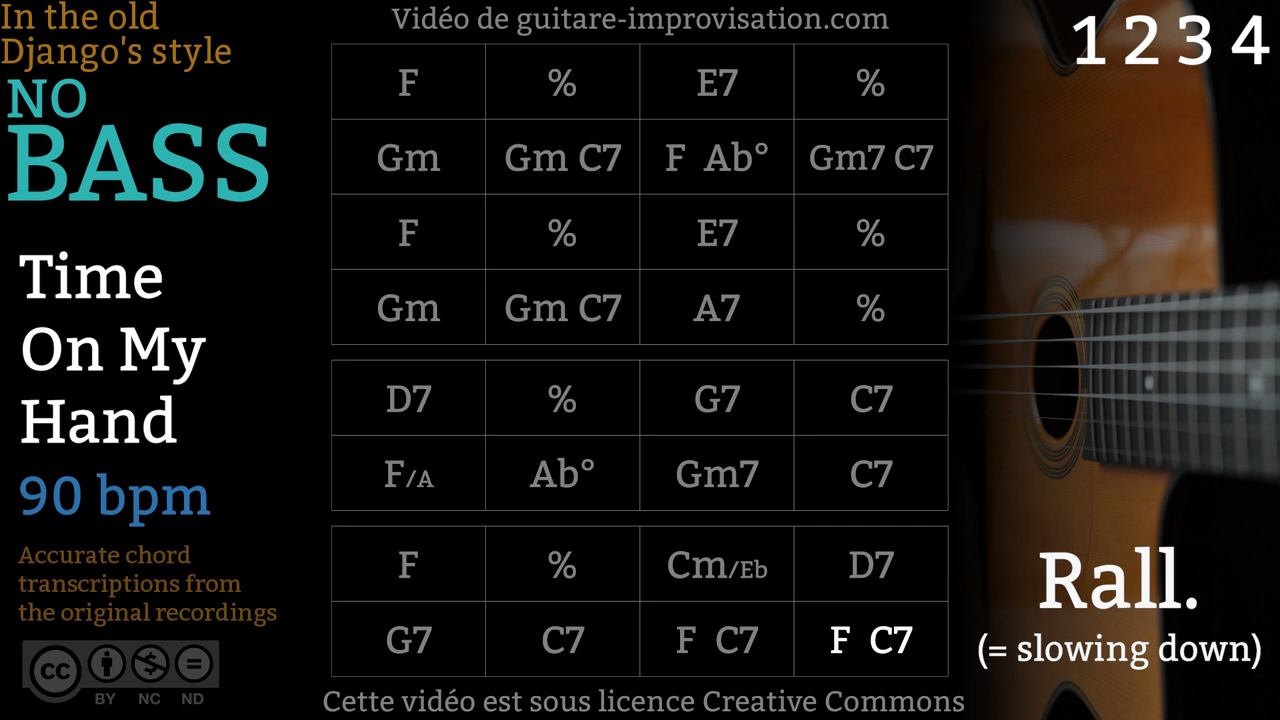 In the old
Django's style
NO
BASS
Time
On My
Hand
90 bpm
Accurate chord
transcriptions from
the original recordings
cc
BY NC ND
Vidéo de guitare-improvisation.com
F % E7 %
Gm Gm C7 F Ab° Gm7 C7
F % E7 %
Gm Gm C7 A7 %
D7 % G7 C7
F/A Ab° Gm7 C7
F % Cm/Eb D7
G7 C7 F C7 F C7
Cette vidéo est sous licence Creative Commons
1 2 3 4
Rall.
(= slowing down)